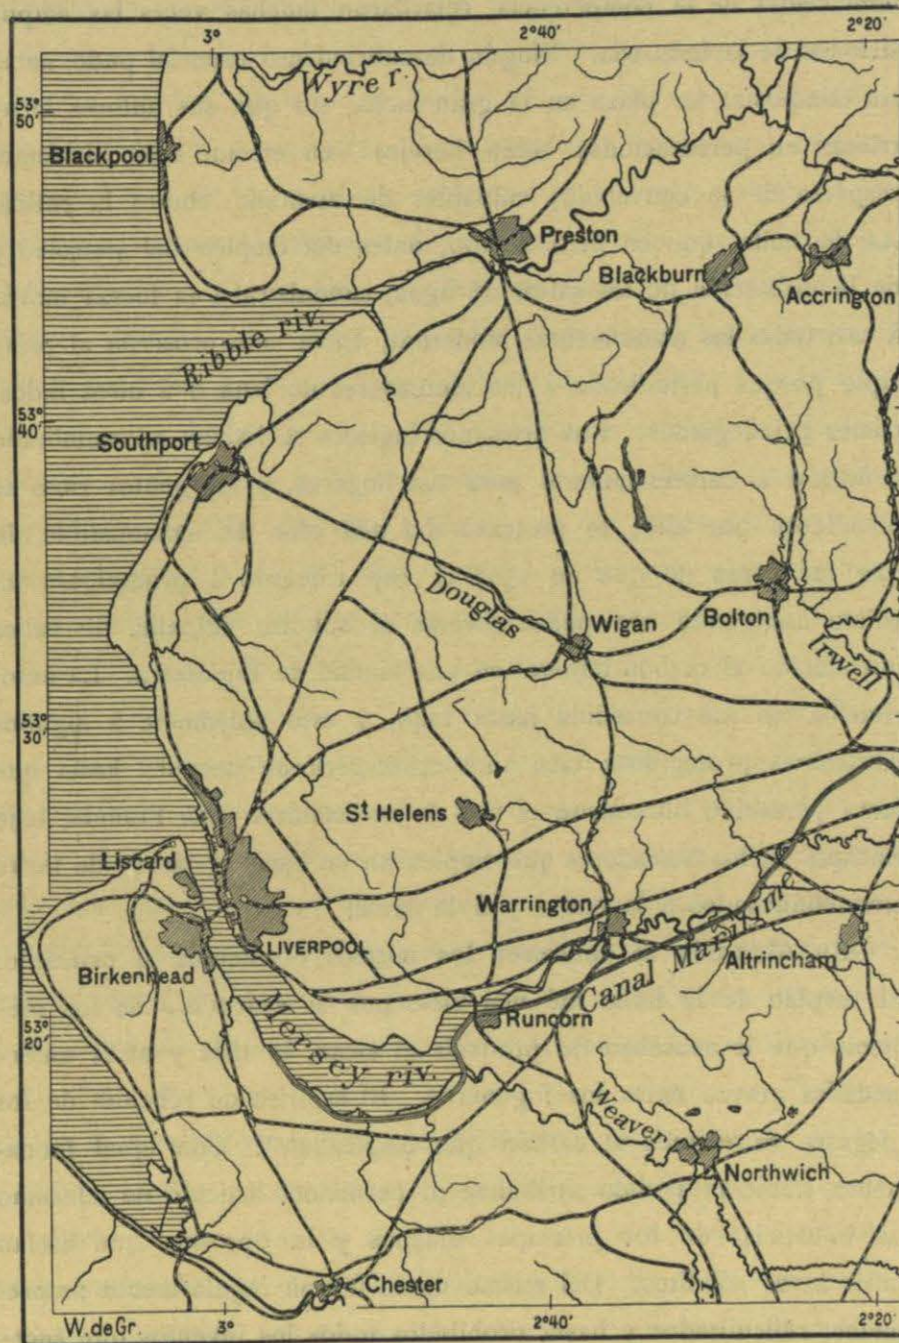 3° 2°40' 2°20'
Wyre r.
53°
50'
Blackpool
Preston
Blackburn
Accrington
Ribble riv.
53°
40'
Southport
Douglas
Wigan
Bolton
Irwell
53°
30'
St Helens
Liscard
Warrington
LIVERPOOL
Birkenhead
Altrincham
Canal Maritime
Mersey riv.
Runcorn
53°
20'
Weaver
Northwich
Chester
W.deGr. 3° 2°40' 2°20'